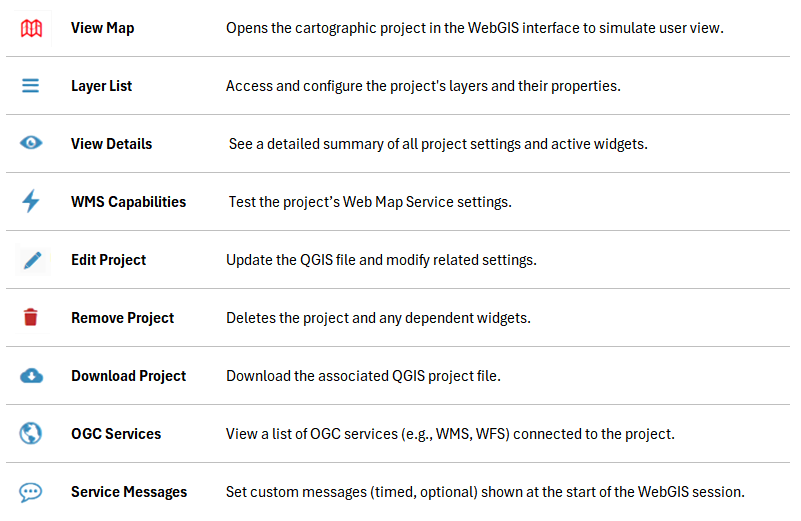 View Map Opens the cartographic project in the WebGIS interface to simulate user view.
Layer List Access and configure the project's layers and their properties.
View Details See a detailed summary of all project settings and active widgets.
WMS Capabilities Test the project’s Web Map Service settings.
Edit Project Update the QGIS file and modify related settings.
Remove Project Deletes the project and any dependent widgets.
Download Project Download the associated QGIS project file.
OGC Services View a list of OGC services (e.g., WMS, WFS) connected to the project.
Service Messages Set custom messages (timed, optional) shown at the start of the WebGIS session.